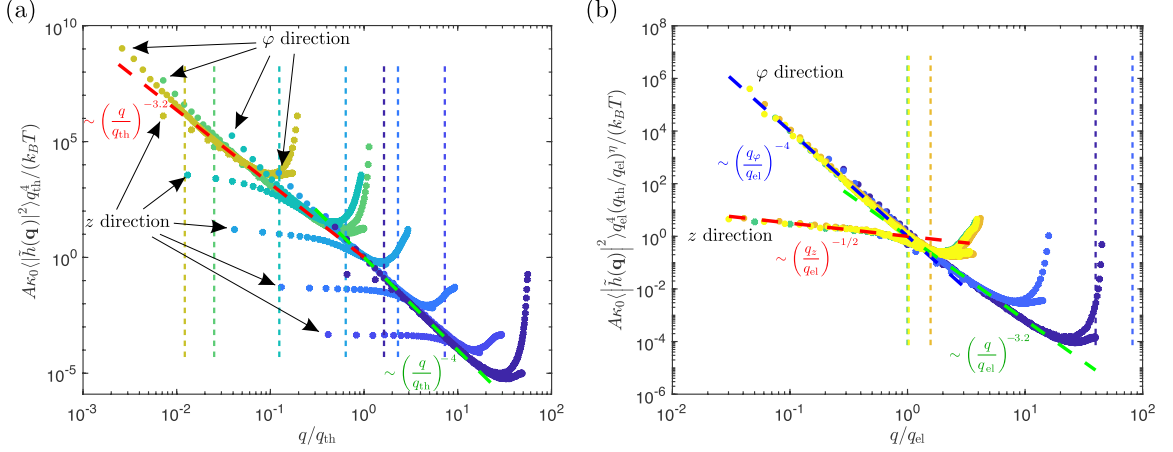 (a)
10^10
10^5
10^0
10^-5
Aκ₀⟨|h̃(q)|²⟩q_th^4/(k_BT)
φ direction
∼ (q/q_th)^-3.2
z direction
∼ (q/q_th)^-4
10^-3 10^-2 10^-1 10^0 10^1 10^2
q/q_th
(b)
10^8
10^6
10^4
10^2
10^0
10^-2
10^-4
10^-6
Aκ₀⟨|h̃(q)|²⟩q_el^4(q_th/q_el)^η/(k_BT)
φ direction
∼ (q_φ/q_el)^-4
z direction
∼ (q_z/q_el)^-1/2
∼ (q/q_el)^-3.2
10^-2 10^-1 10^0 10^1 10^2
q/q_el